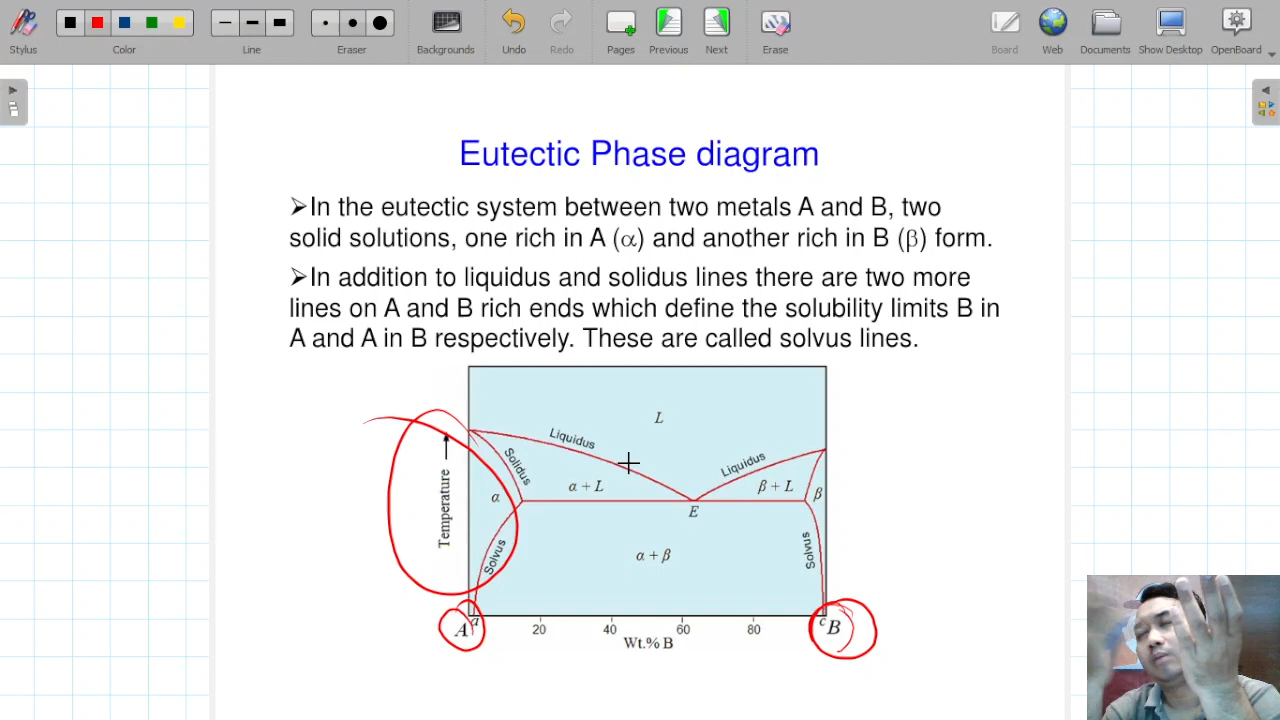 Stylus
Color
Line
Eraser
Backgrounds
Undo
Redo
Pages
Previous
Next
Erase
Board
Web
Documents
Show Desktop
OpenBoard
Eutectic Phase diagram
➢In the eutectic system between two metals A and B, two
solid solutions, one rich in A (α) and another rich in B (β) form.
➢In addition to liquidus and solidus lines there are two more
lines on A and B rich ends which define the solubility limits B in
A and A in B respectively. These are called solvus lines.
L
Liquidus
Liquidus
Solidus
α
α + L
β + L
β
E
Temperature
Solvus
α + β
Solvus
A
a
20
40
60
80
c
B
Wt.% B